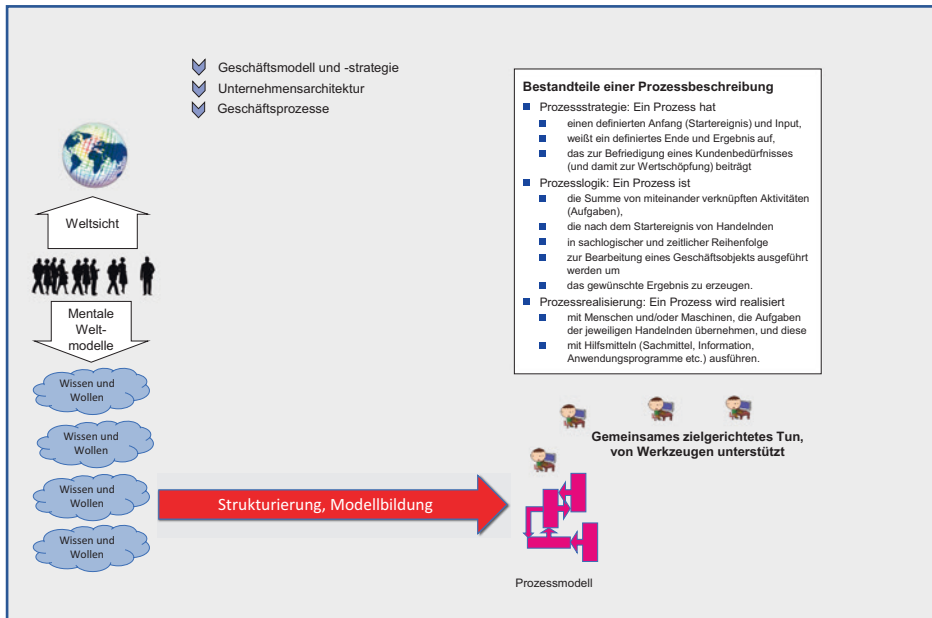 Geschäftsmodell und -strategie
Unternehmensarchitektur
Geschäftsprozesse
Weltsicht
Mentale
Welt-
modelle
Wissen und
Wollen
Wissen und
Wollen
Wissen und
Wollen
Wissen und
Wollen
Strukturierung, Modellbildung
Bestandteile einer Prozessbeschreibung
Prozessstrategie: Ein Prozess hat
einen definierten Anfang (Startereignis) und Input,
weißt ein definiertes Ende und Ergebnis auf,
das zur Befriedigung eines Kundenbedürfnisses
(und damit zur Wertschöpfung) beiträgt
Prozesslogik: Ein Prozess ist
die Summe von miteinander verknüpften Aktivitäten
(Aufgaben),
die nach dem Startereignis von Handelnden
in sachlogischer und zeitlicher Reihenfolge
zur Bearbeitung eines Geschäftsobjekts ausgeführt
werden um
das gewünschte Ergebnis zu erzeugen.
Prozessrealisierung: Ein Prozess wird realisiert
mit Menschen und/oder Maschinen, die Aufgaben
der jeweiligen Handelnden übernehmen, und diese
mit Hilfsmitteln (Sachmittel, Information,
Anwendungsprogramme etc.) ausführen.
Gemeinsames zielgerichtetes Tun,
von Werkzeugen unterstützt
Prozessmodell